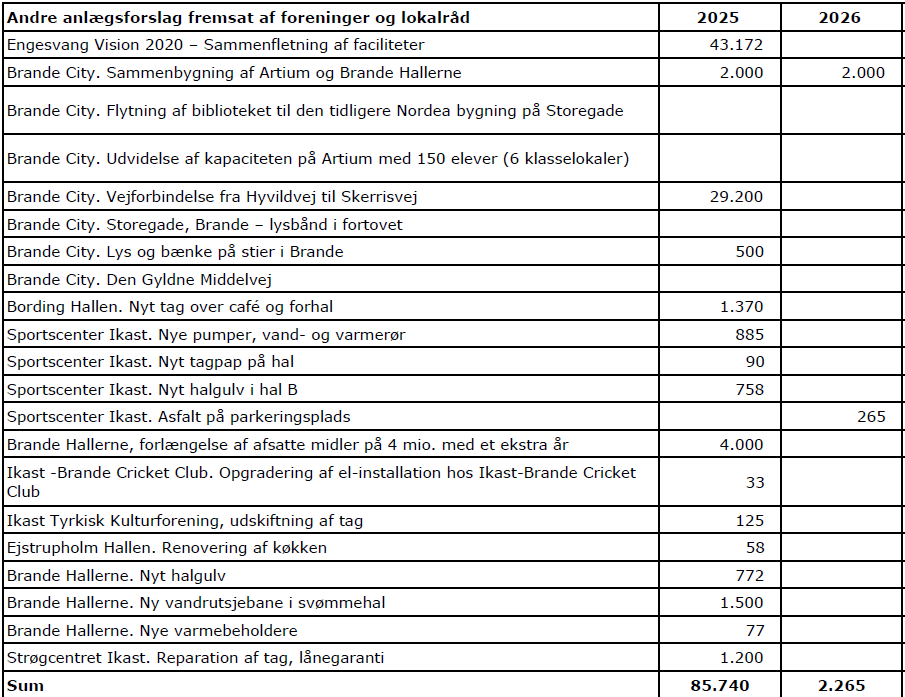 Andre anlægsforslag fremsat af foreninger og lokalråd 2025 2026
Engesvang Vision 2020 – Sammenfletning af faciliteter 43.172
Brande City. Sammenbygning af Artium og Brande Hallerne 2.000 2.000
Brande City. Flytning af biblioteket til den tidligere Nordea bygning på Storegade
Brande City. Udvidelse af kapaciteten på Artium med 150 elever (6 klasselokaler)
Brande City. Vejforbindelse fra Hyvildvej til Skerrisvej 29.200
Brande City. Storegade, Brande – lysbånd i fortovet
Brande City. Lys og bænke på stier i Brande 500
Brande City. Den Gyldne Middelvej
Bording Hallen. Nyt tag over café og forhal 1.370
Sportscenter Ikast. Nye pumper, vand- og varmerør 885
Sportscenter Ikast. Nyt tagpap på hal 90
Sportscenter Ikast. Nyt halgulv i hal B 758
Sportscenter Ikast. Asfalt på parkeringsplads 265
Brande Hallerne, forlængelse af afsatte midler på 4 mio. med et ekstra år 4.000
Ikast -Brande Cricket Club. Opgradering af el-installation hos Ikast-Brande Cricket
Club 33
Ikast Tyrkisk Kulturforening, udskiftning af tag 125
Ejstrupholm Hallen. Renovering af køkken 58
Brande Hallerne. Nyt halgulv 772
Brande Hallerne. Ny vandrutsjebane i svømmehal 1.500
Brande Hallerne. Nye varmebeholdere 77
Strøgcentret Ikast. Reparation af tag, lånegaranti 1.200
Sum 85.740 2.265